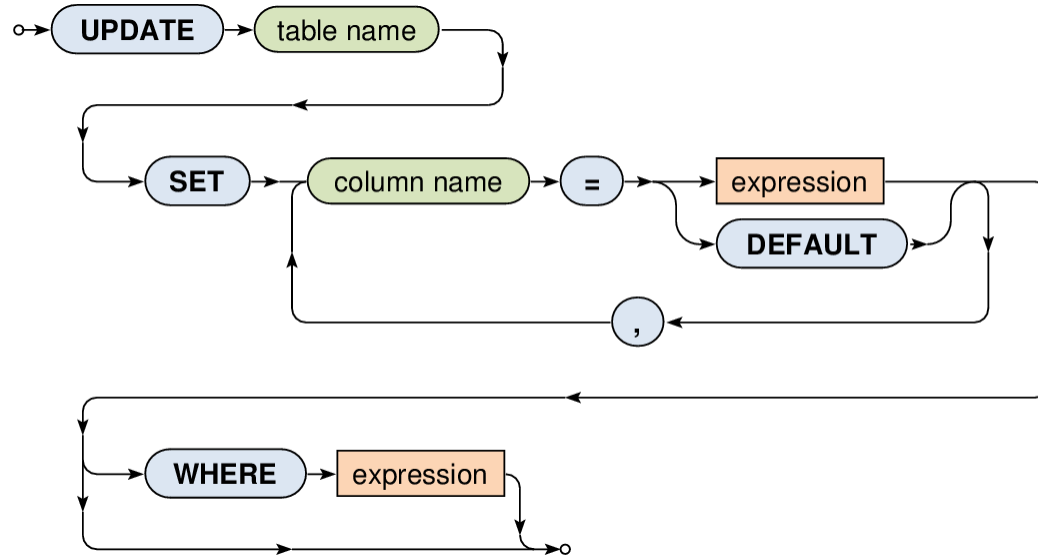 UPDATE table name
SET column name = expression
DEFAULT
,
WHERE expression